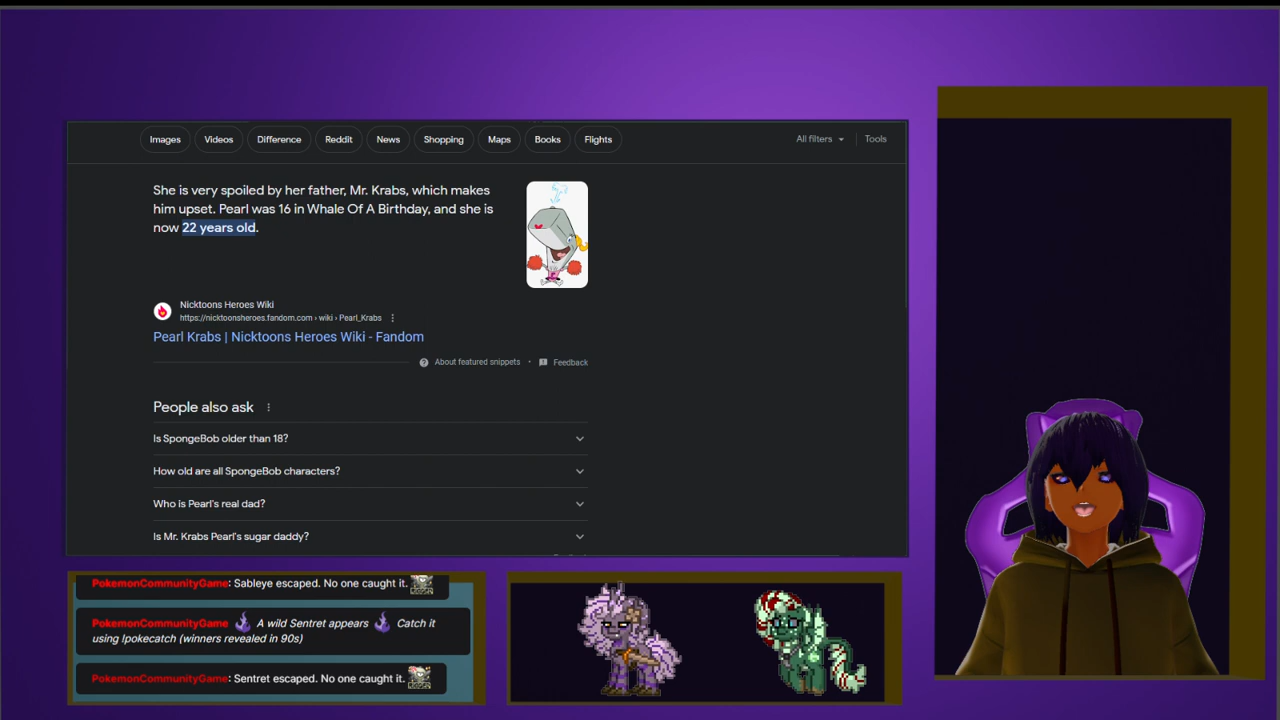 Images
Videos
Difference
Reddit
News
Shopping
Maps
Books
Flights
All filters
Tools
She is very spoiled by her father, Mr. Krabs, which makes
him upset. Pearl was 16 in Whale Of A Birthday, and she is
now 22 years old.
Nicktoons Heroes Wiki
https://nicktoonsheroes.fandom.com › wiki › Pearl_Krabs
Pearl Krabs | Nicktoons Heroes Wiki - Fandom
About featured snippets • Feedback
People also ask
Is SpongeBob older than 18?
How old are all SpongeBob characters?
Who is Pearl's real dad?
Is Mr. Krabs Pearl's sugar daddy?
PokemonCommunityGame: Sableye escaped. No one caught it.
PokemonCommunityGame: A wild Sentret appears Catch it
using !pokecatch (winners revealed in 90s)
PokemonCommunityGame: Sentret escaped. No one caught it.